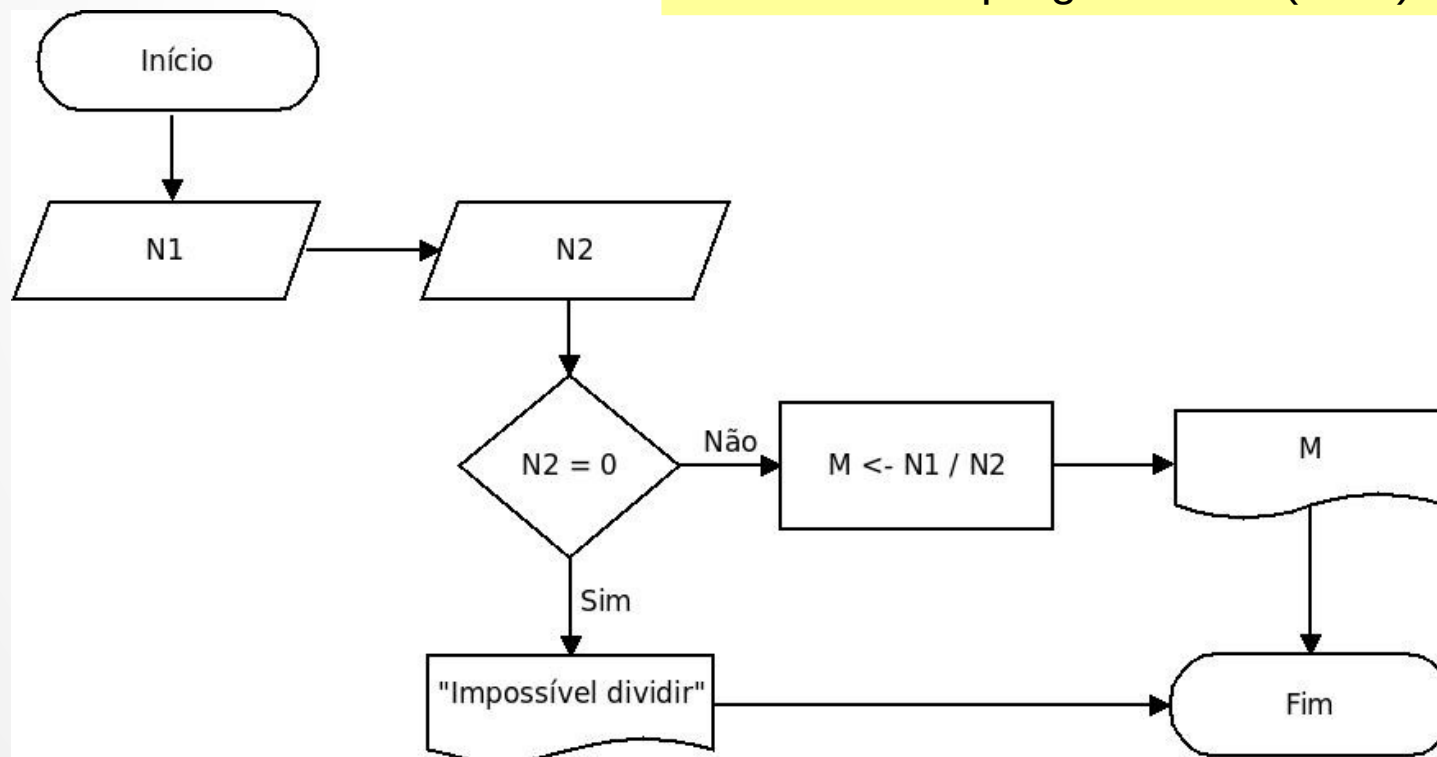 Início
N1
N2
N2 = 0
Não
M <- N1 / N2
M
Sim
"Impossível dividir"
Fim